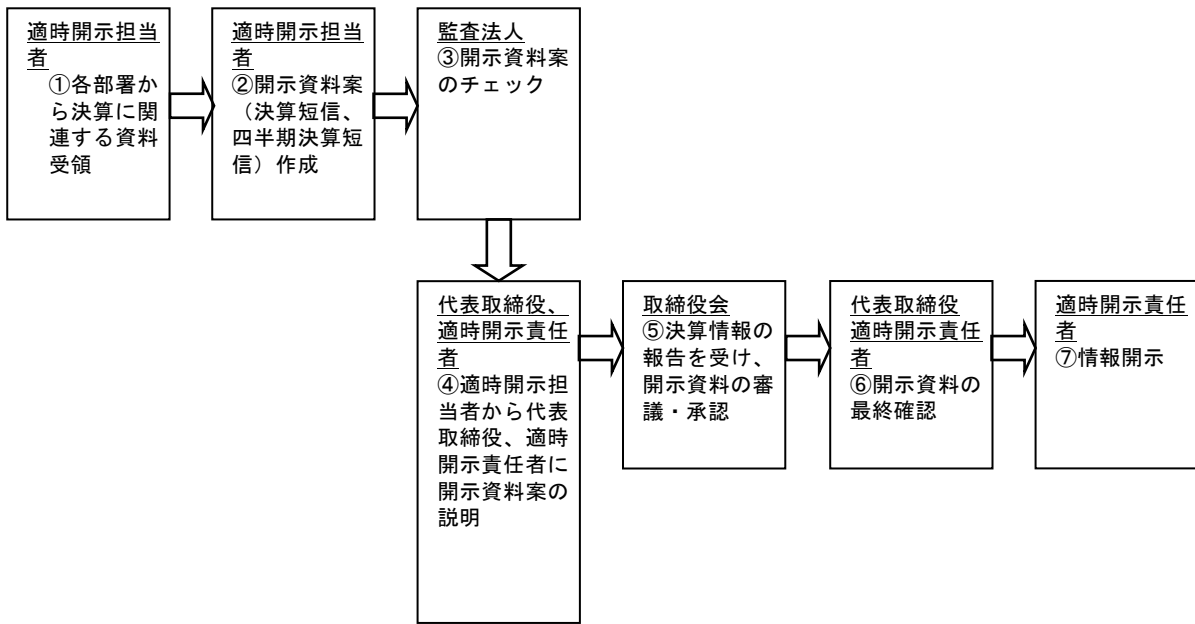 適時開示担当
者
①各部署か
ら決算に関
連する資料
受領
適時開示担当
者
②開示資料案
（決算短信、
四半期決算短
信）作成
監査法人
③開示資料案
のチェック
代表取締役、
適時開示責任
者
④適時開示担
当者から代表
取締役、適時
開示責任者に
開示資料案の
説明
取締役会
⑤決算情報の
報告を受け、
開示資料の審
議・承認
代表取締役
適時開示責任
者
⑥開示資料の
最終確認
適時開示責任
者
⑦情報開示